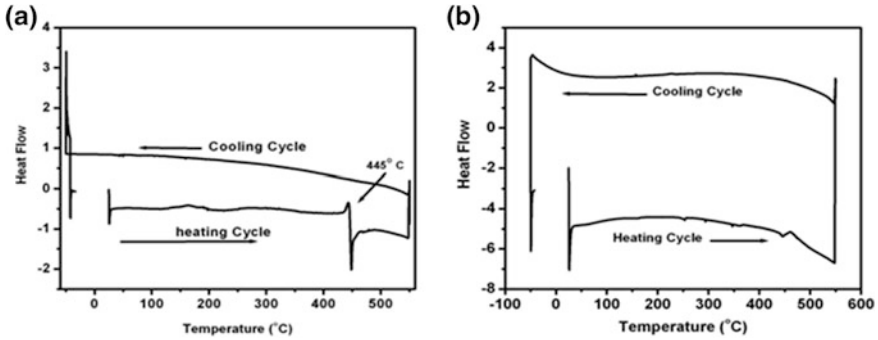 (a)
4
3
2
1
0
-1
-2
Heat Flow
Cooling Cycle
445° C
heating Cycle
0
100
200
300
400
500
Temperature (°C)
(b)
4
2
0
-2
-4
-6
-8
Heat Flow
Cooling Cycle
Heating Cycle
-100
0
100
200
300
400
500
600
Temperature (°C)